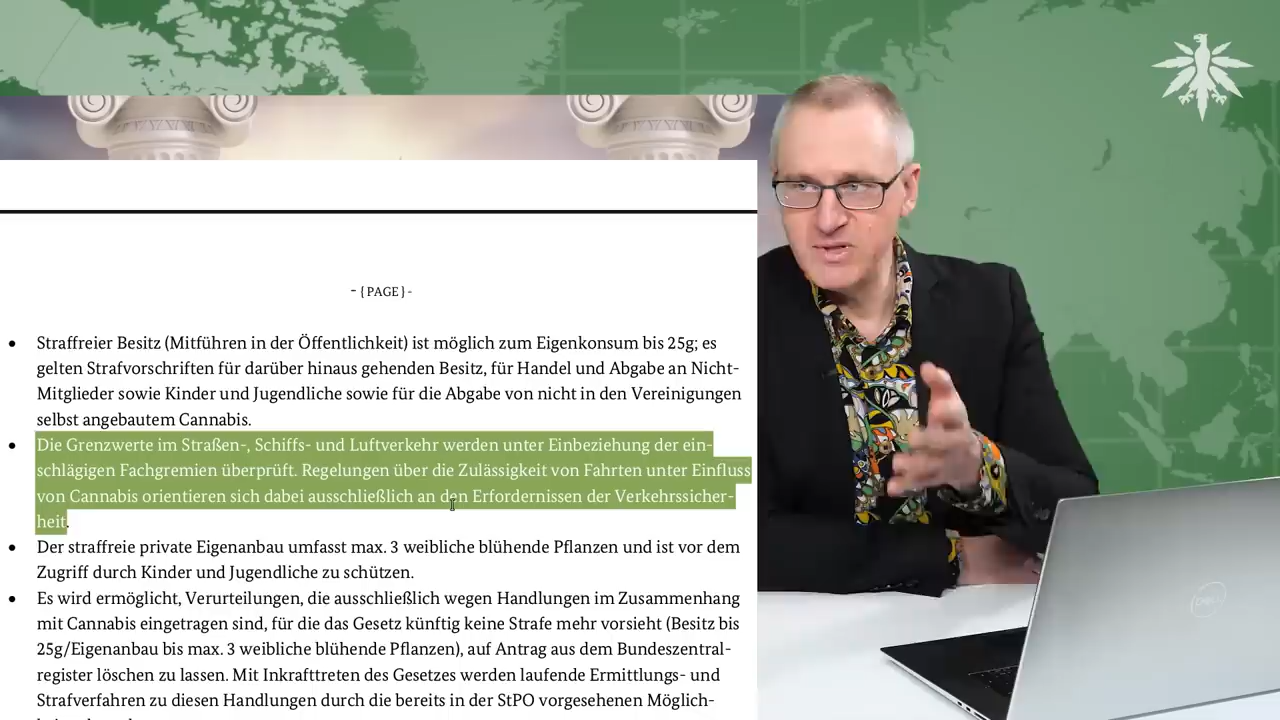 - {PAGE}-
• Straffreier Besitz (Mitführen in der Öffentlichkeit) ist möglich zum Eigenkonsum bis 25g; es
gelten Strafvorschriften für darüber hinaus gehenden Besitz, für Handel und Abgabe an Nicht-
Mitglieder sowie Kinder und Jugendliche sowie für die Abgabe von nicht in den Vereinigungen
selbst angebautem Cannabis.
• Die Grenzwerte im Straßen-, Schiffs- und Luftverkehr werden unter Einbeziehung der ein-
schlägigen Fachgremien überprüft. Regelungen über die Zulässigkeit von Fahrten unter Einfluss
von Cannabis orientieren sich dabei ausschließlich an den Erfordernissen der Verkehrssicher-
heit.
• Der straffreie private Eigenanbau umfasst max. 3 weibliche blühende Pflanzen und ist vor dem
Zugriff durch Kinder und Jugendliche zu schützen.
• Es wird ermöglicht, Verurteilungen, die ausschließlich wegen Handlungen im Zusammenhang
mit Cannabis eingetragen sind, für die das Gesetz künftig keine Strafe mehr vorsieht (Besitz bis
25g/Eigenanbau bis max. 3 weibliche blühende Pflanzen), auf Antrag aus dem Bundeszentral-
register löschen zu lassen. Mit Inkrafttreten des Gesetzes werden laufende Ermittlungs- und
Strafverfahren zu diesen Handlungen durch die bereits in der StPO vorgesehenen Möglich-
DELL